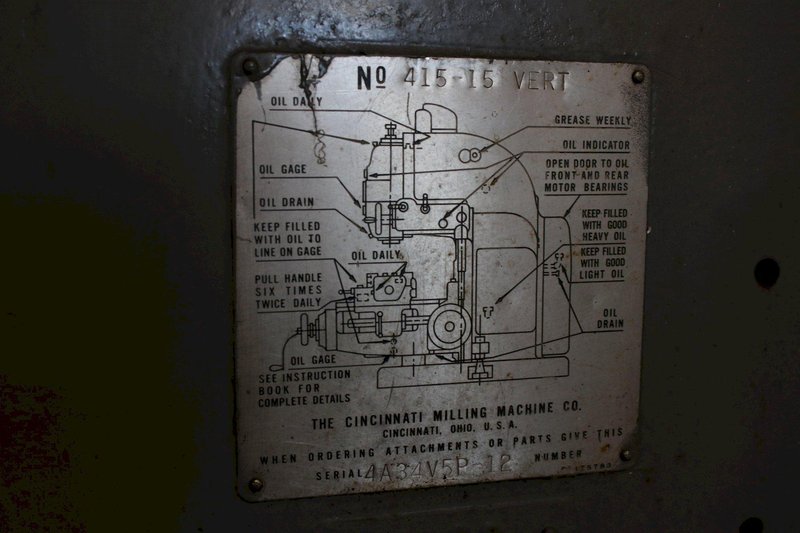 No 415-15 VERT
OIL DAILY
GREASE WEEKLY
OIL INDICATOR
OIL GAGE
OPEN DOOR TO OIL
FRONT AND REAR
MOTOR BEARINGS
OIL DRAIN
KEEP FILLED
WITH OIL TO
LINE ON GAGE
KEEP FILLED
WITH GOOD
HEAVY OIL
OIL DAILY
KEEP FILLED
WITH GOOD
LIGHT OIL
PULL HANDLE
SIX TIMES
TWICE DAILY
OIL
DRAIN
OIL GAGE
SEE INSTRUCTION
BOOK FOR
COMPLETE DETAILS
THE CINCINNATI MILLING MACHINE CO.
CINCINNATI, OHIO, U.S.A.
WHEN ORDERING ATTACHMENTS OR PARTS GIVE THIS
SERIAL 4A34V5P-12 NUMBER